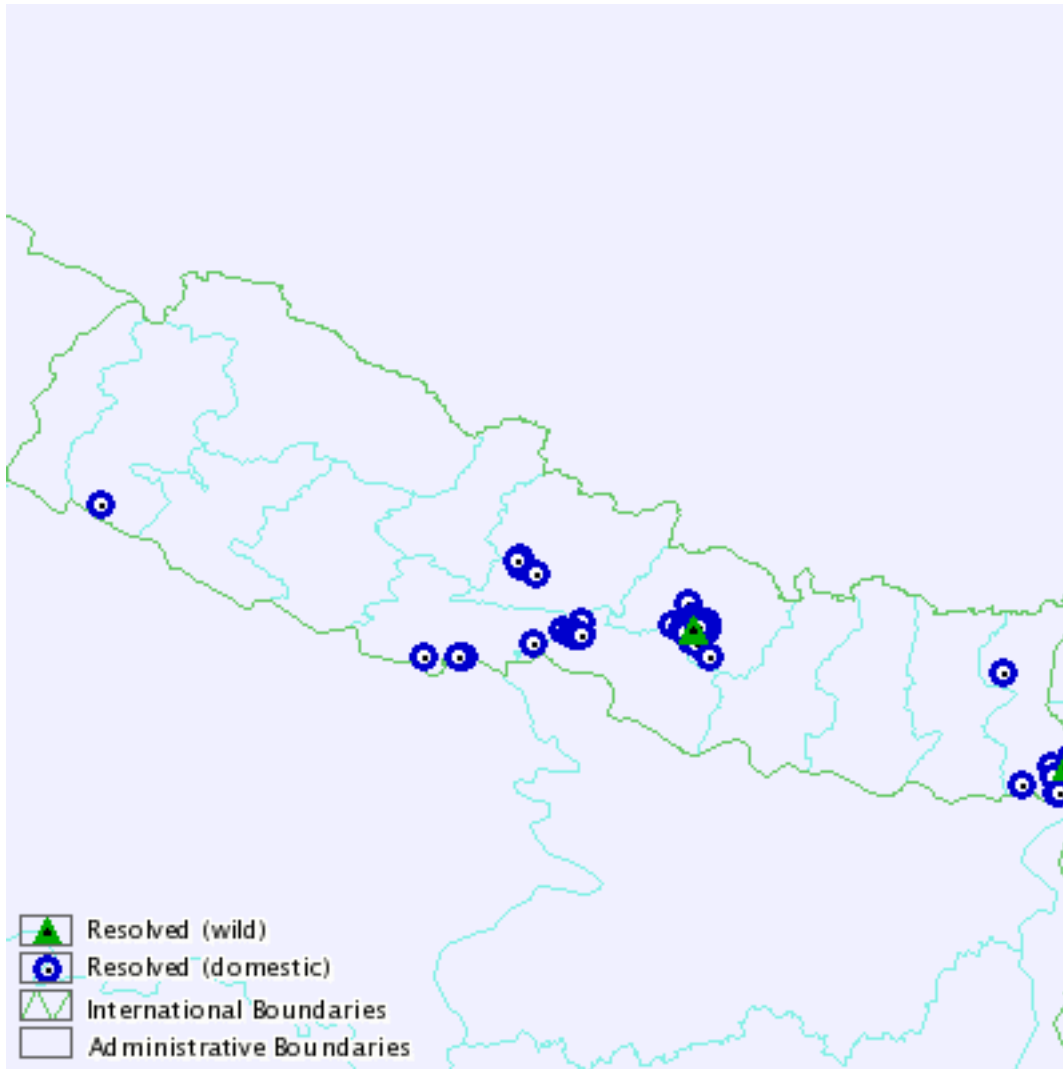 Resolved (wild)
Resolved (domestic)
International Boundaries
Administrative Boundaries